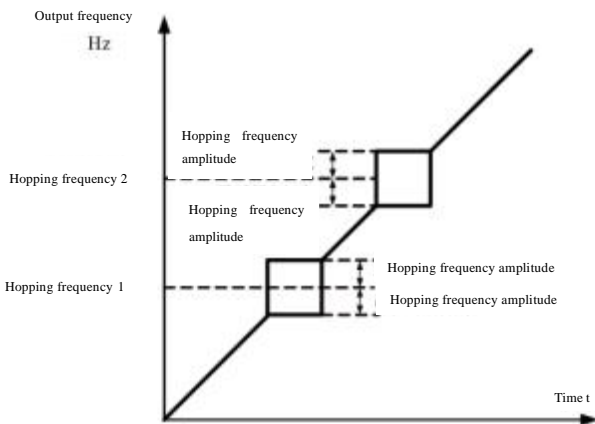 Output frequency
Hz
Hopping frequency
amplitude
Hopping frequency 2
Hopping frequency
amplitude
Hopping frequency amplitude
Hopping frequency 1
Hopping frequency amplitude
Time t